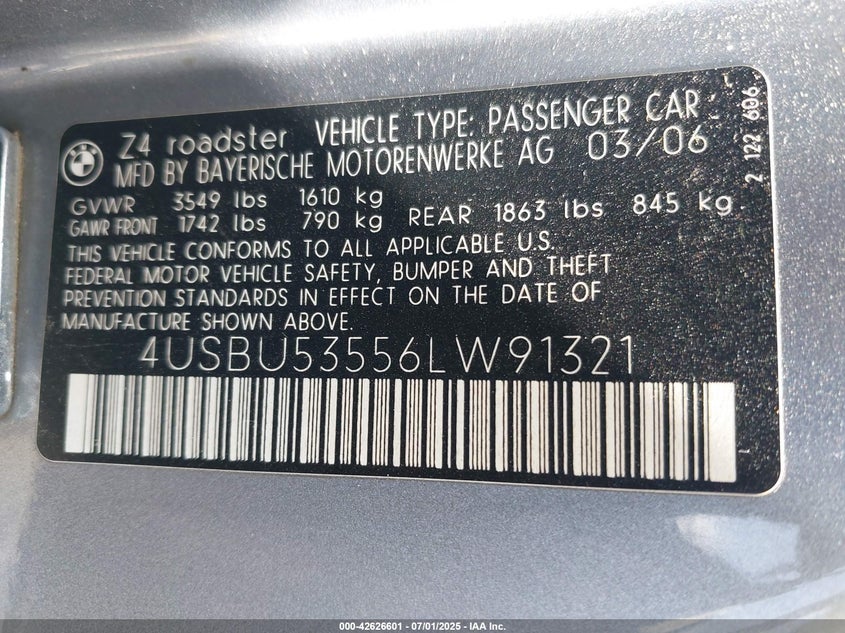 Z4 roadster VEHICLE TYPE: PASSENGER CAR
MFD BY BAYERISCHE MOTORENWERKE AG 03/06
GVWR 3549 lbs 1610 kg
GAWR FRONT 1742 lbs 790 kg REAR 1863 lbs 845 kg.
THIS VEHICLE CONFORMS TO ALL APPLICABLE U.S.
FEDERAL MOTOR VEHICLE SAFETY, BUMPER AND THEFT
PREVENTION STANDARDS IN EFFECT ON THE DATE OF
MANUFACTURE SHOWN ABOVE.
4USBU53556LW91321
2 122 606.
000-42626601 - 07/01/2025 - IAA Inc.